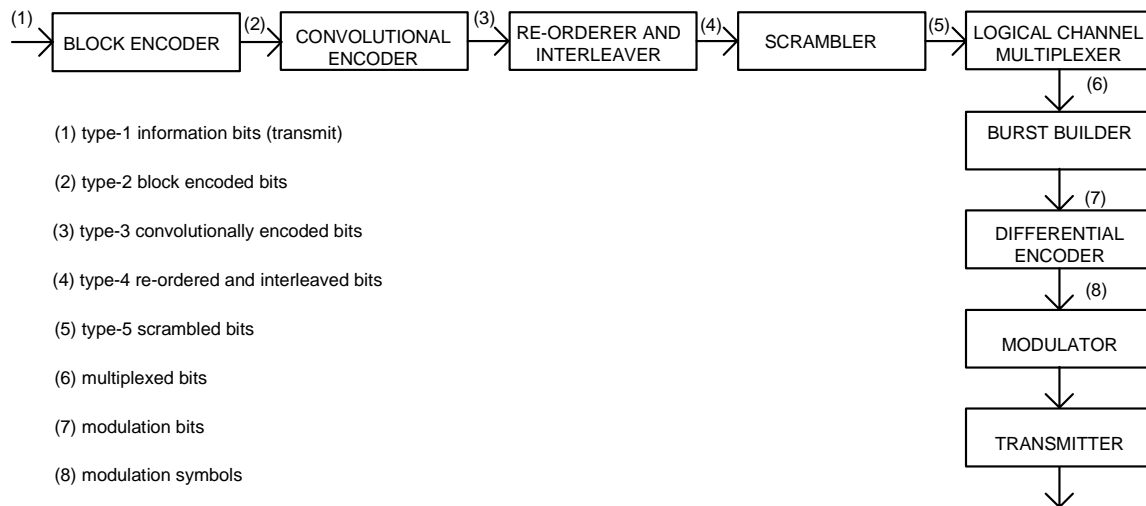 (1)
BLOCK ENCODER
(2)
CONVOLUTIONAL
ENCODER
(3)
RE-ORDERER AND
INTERLEAVER
(4)
SCRAMBLER
(5)
LOGICAL CHANNEL
MULTIPLEXER
(6)
BURST BUILDER
(7)
DIFFERENTIAL
ENCODER
(8)
MODULATOR
TRANSMITTER
(1) type-1 information bits (transmit)
(2) type-2 block encoded bits
(3) type-3 convolutionally encoded bits
(4) type-4 re-ordered and interleaved bits
(5) type-5 scrambled bits
(6) multiplexed bits
(7) modulation bits
(8) modulation symbols